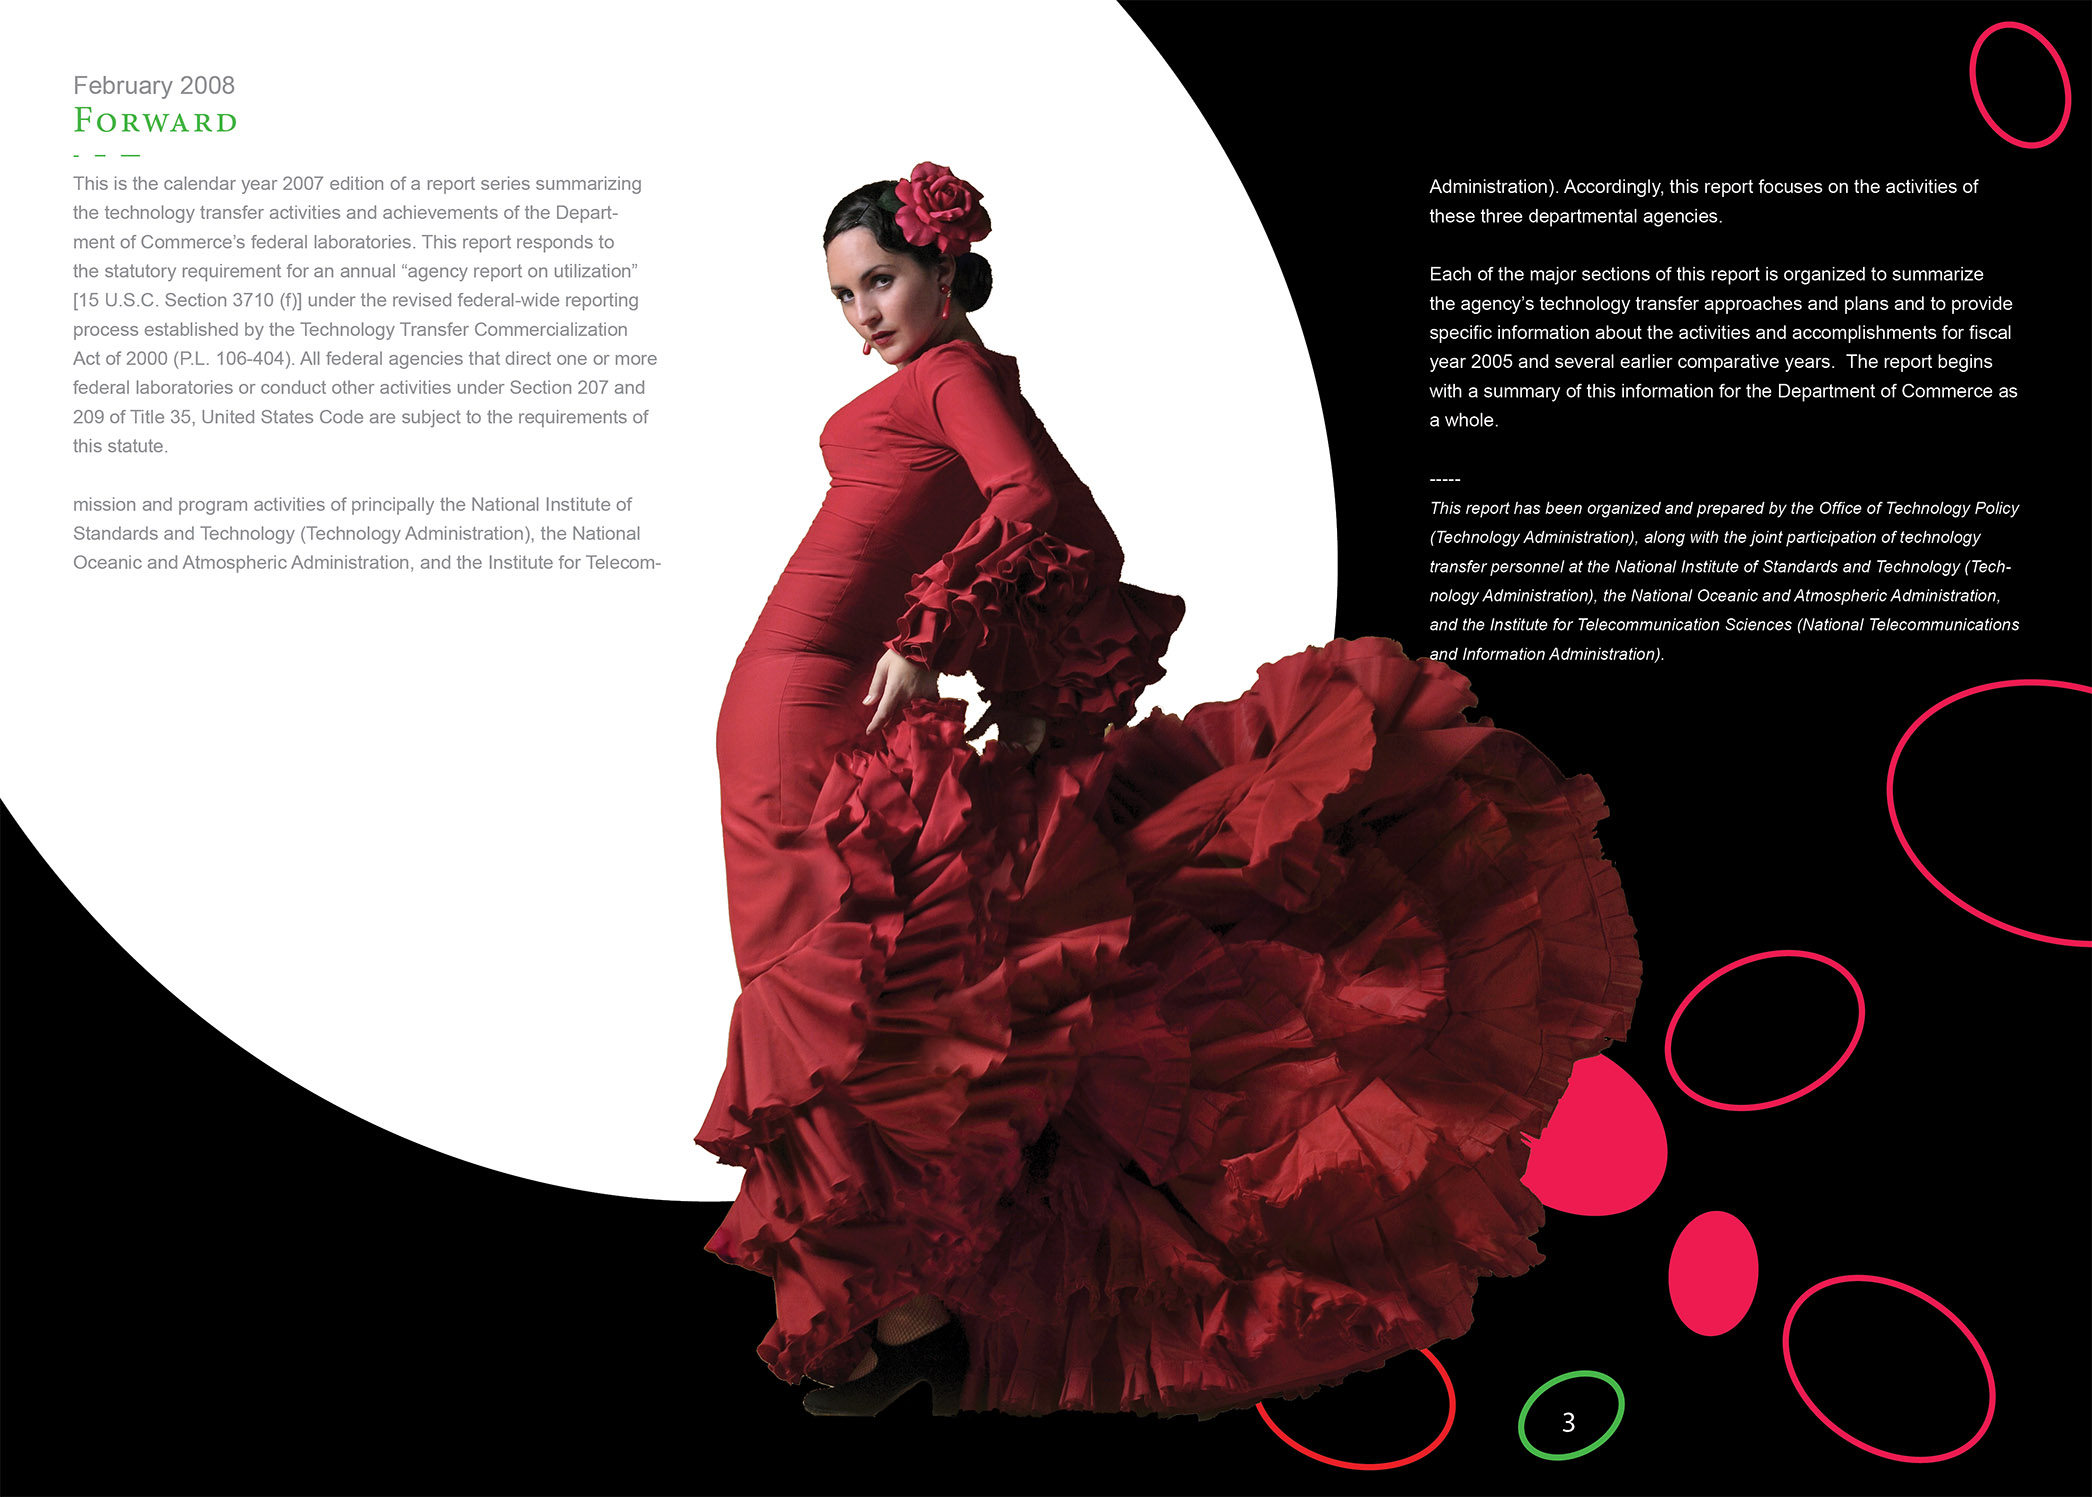 February 2008
Forward
- – —
This is the calendar year 2007 edition of a report series summarizing
the technology transfer activities and achievements of the Depart-
ment of Commerce’s federal laboratories. This report responds to
the statutory requirement for an annual “agency report on utilization”
[15 U.S.C. Section 3710 (f)] under the revised federal-wide reporting
process established by the Technology Transfer Commercialization
Act of 2000 (P.L. 106-404). All federal agencies that direct one or more
federal laboratories or conduct other activities under Section 207 and
209 of Title 35, United States Code are subject to the requirements of
this statute.
mission and program activities of principally the National Institute of
Standards and Technology (Technology Administration), the National
Oceanic and Atmospheric Administration, and the Institute for Telecom-
Administration). Accordingly, this report focuses on the activities of
these three departmental agencies.
Each of the major sections of this report is organized to summarize
the agency’s technology transfer approaches and plans and to provide
specific information about the activities and accomplishments for fiscal
year 2005 and several earlier comparative years.  The report begins
with a summary of this information for the Department of Commerce as
a whole.
-----
This report has been organized and prepared by the Office of Technology Policy
(Technology Administration), along with the joint participation of technology
transfer personnel at the National Institute of Standards and Technology (Tech-
nology Administration), the National Oceanic and Atmospheric Administration,
and the Institute for Telecommunication Sciences (National Telecommunications
and Information Administration).
3